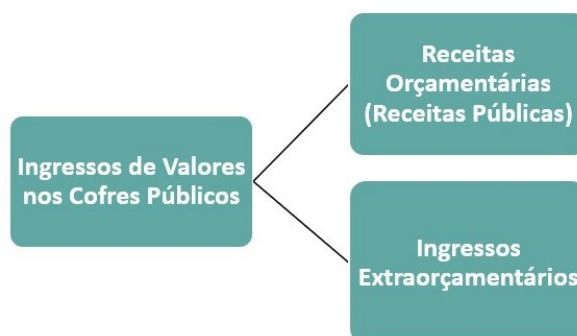 Receitas
Orçamentárias
(Receitas Públicas)
Ingressos de Valores
nos Cofres Públicos
Ingressos
Extraorçamentários